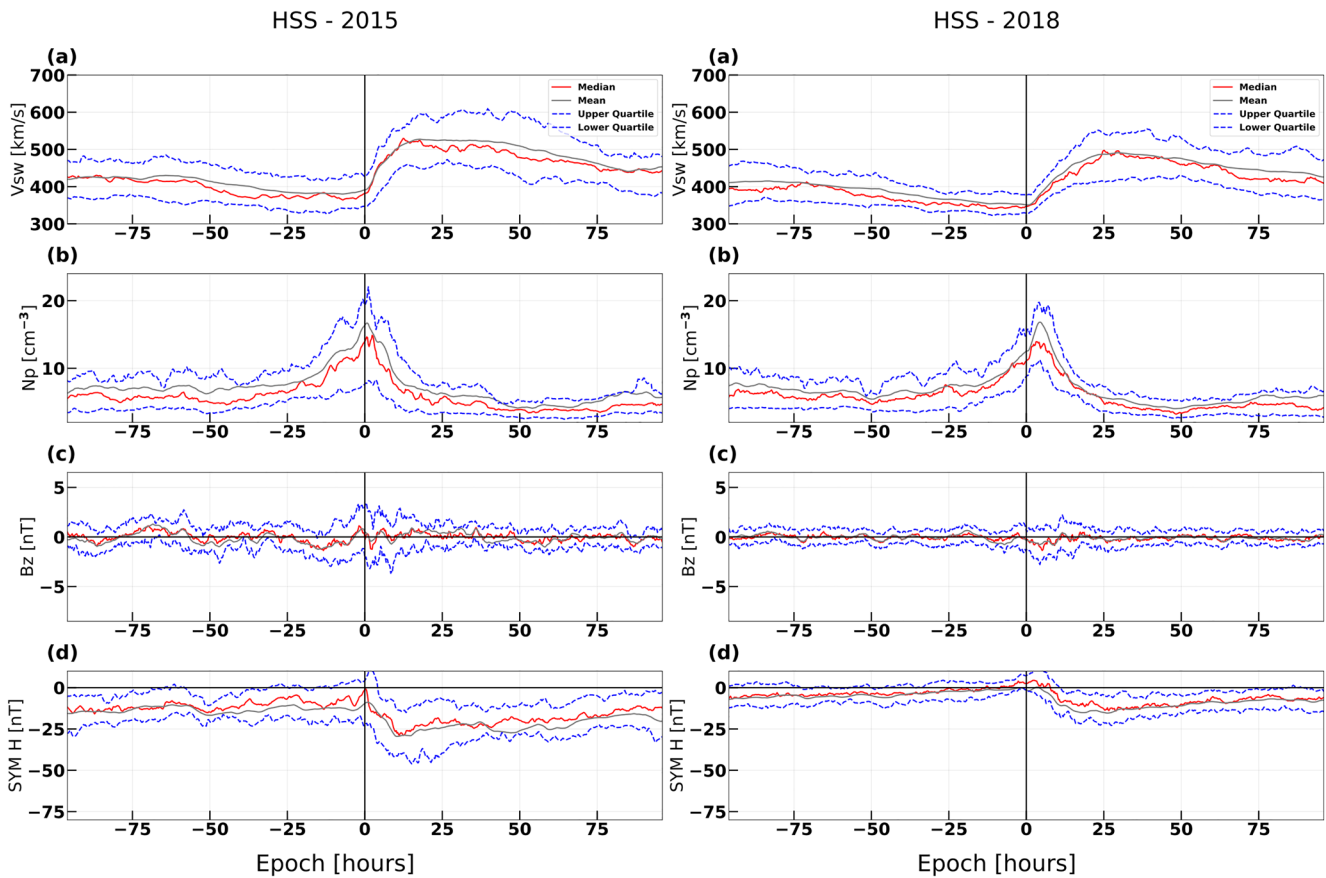 HSS - 2015
HSS - 2018
(a)
700
600
500
400
300
Vsw [km/s]
Median
Mean
Upper Quartile
Lower Quartile
−75 −50 −25 0 25 50 75
(a)
700
600
500
400
300
Vsw [km/s]
Median
Mean
Upper Quartile
Lower Quartile
−75 −50 −25 0 25 50 75
(b)
20
10
Np [cm⁻³]
−75 −50 −25 0 25 50 75
(b)
20
10
Np [cm⁻³]
−75 −50 −25 0 25 50 75
(c)
5
0
−5
Bz [nT]
−75 −50 −25 0 25 50 75
(c)
5
0
−5
Bz [nT]
−75 −50 −25 0 25 50 75
(d)
0
−25
−50
−75
SYM H [nT]
−75 −50 −25 0 25 50 75
(d)
0
−25
−50
−75
SYM H [nT]
−75 −50 −25 0 25 50 75
Epoch [hours]
Epoch [hours]